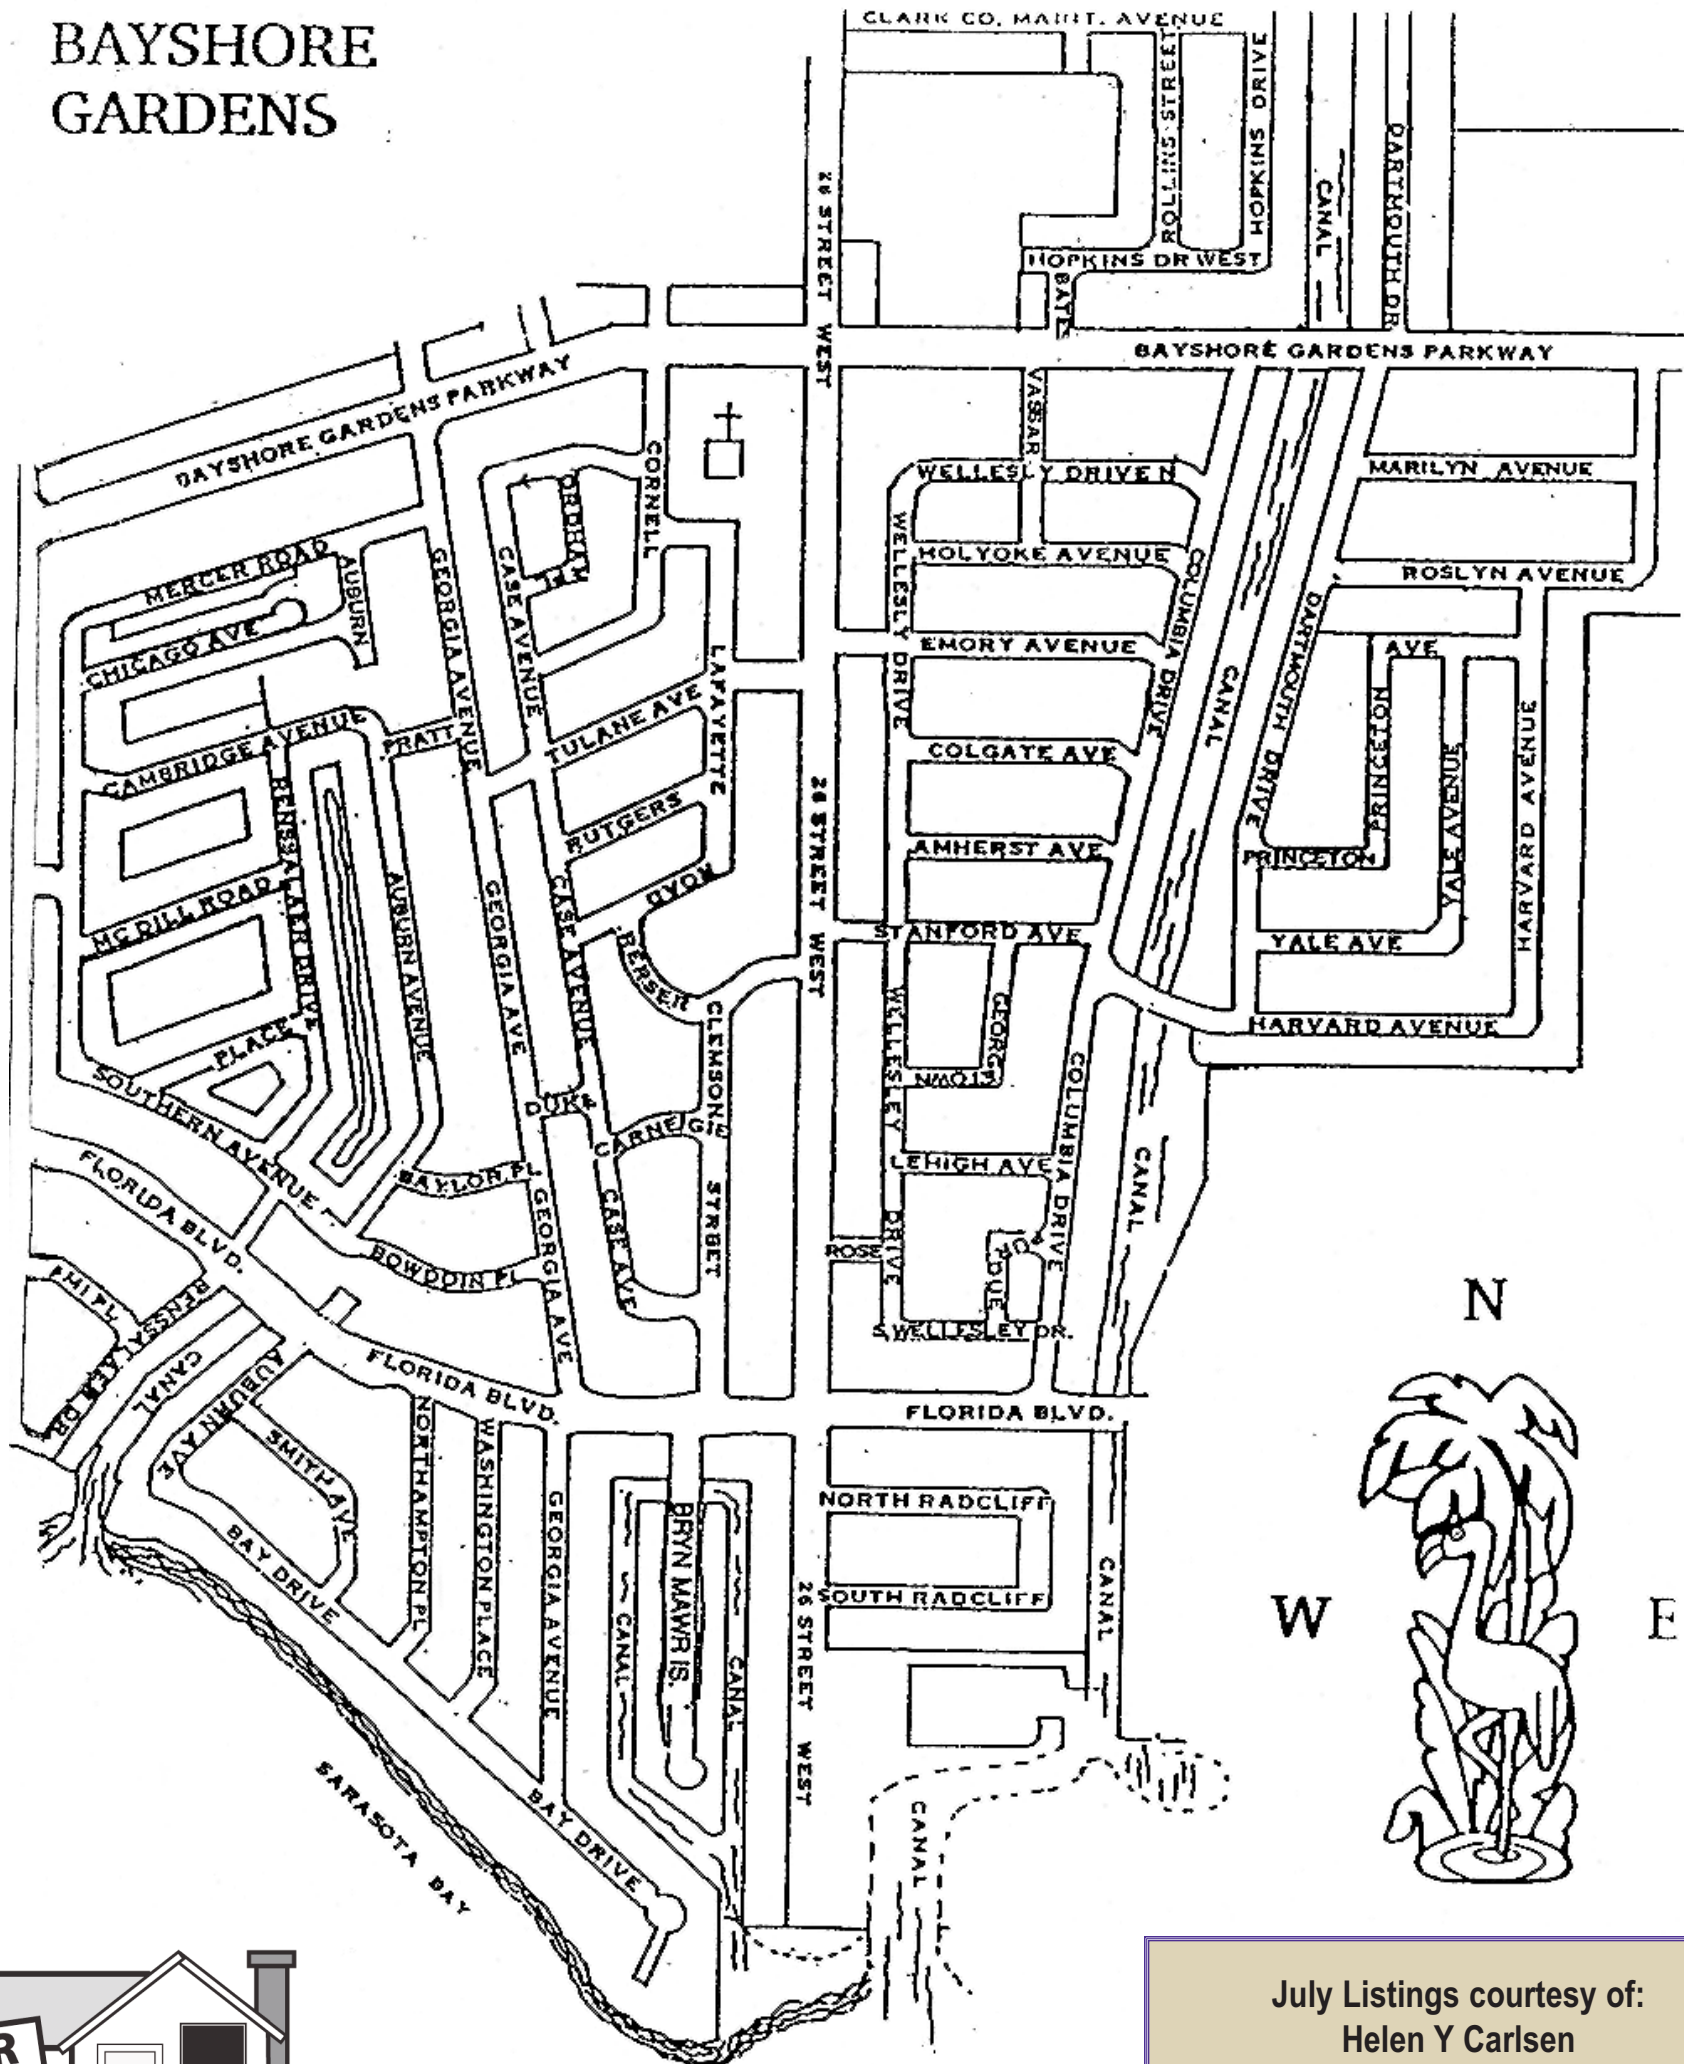 BAYSHORE
GARDENS
CLARK CO. MAINT. AVENUE
ROLLINS STREET
HOPKINS DRIVE
CANAL
DARTMOUTH DR
26 STREET WEST
HOPKINS DR WEST
BAYSHORE GARDENS PARKWAY
BAYSHORE GARDENS PARKWAY
VASSAR
CORNELL
WELLESLY DRIVE N
MARILYN AVENUE
MERCER ROAD
AUBURN
GEORGIA AVENUE
CASE AVENUE
WELLESLY DRIVE
HOLYOKE AVENUE
COLUMBIA DRIVE
ROSLYN AVENUE
CHICAGO AVE
LAFAYETTE
EMORY AVENUE
CANAL
DARTMOUTH DRIVE
AVE
PRINCETON
YALE AVENUE
HARVARD AVENUE
CAMBRIDGE AVENUE
PRATT
TULANE AVE
COLGATE AVE
RENSSALAER DRIVE
RUTGERS
26 STREET WEST
AMHERST AVE
PRINCETON
MC DILL ROAD
AUBURN AVENUE
GEORGIA AVE
CASE AVENUE
ROAD
STANFORD AVE
YALE AVE
BERSER
CLEMSON
STREET
WELLESLEY
DRIVE
GEORGE
TOWN
COLUMBIA DRIVE
HARVARD AVENUE
PLACE
SOUTHERN AVENUE
DUKE
CARNEGIE
LEHIGH AVE
CANAL
FLORIDA BLVD.
BAYLOR PL
GEORGIA AVE
CASE AVE
ROSE
PURDUE
BOWDOIN PL
S. WELLESLEY DR.
RENSSALAER DR
CANAL
AUBURN AVE
FLORIDA BLVD.
FLORIDA BLVD.
SMITH AVE
NORTHAMPTON PL
WASHINGTON PLACE
GEORGIA AVENUE
CANAL
BRYN MAWR IS.
CANAL
26 STREET WEST
NORTH RADCLIFF
SOUTH RADCLIFF
CANAL
BAY DRIVE
BAY DRIVE
SARASOTA BAY
CANAL
N
W
E
R
July Listings courtesy of:
Helen Y Carlsen